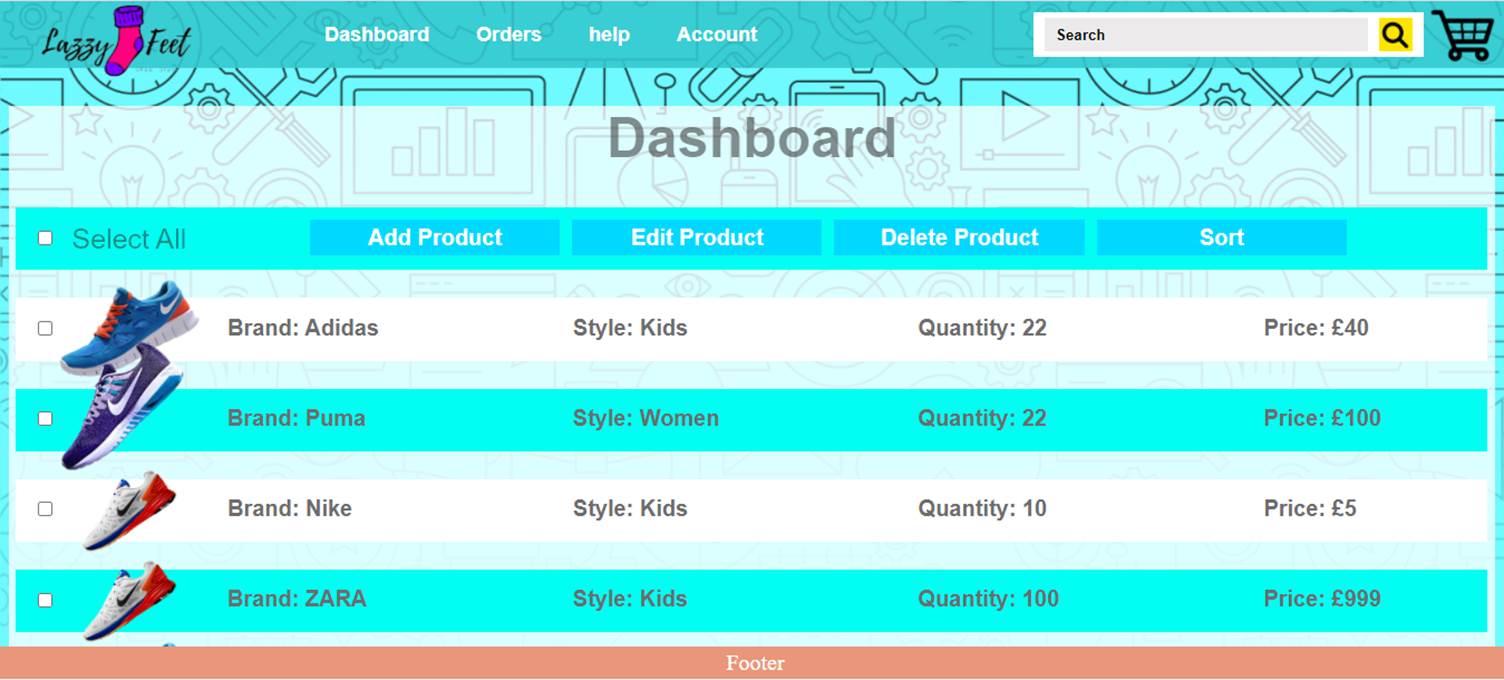 Lazzy Feet
Dashboard Orders help Account
Search
Dashboard
Select All Add Product Edit Product Delete Product Sort
Brand: Adidas Style: Kids Quantity: 22 Price: £40
Brand: Puma Style: Women Quantity: 22 Price: £100
Brand: Nike Style: Kids Quantity: 10 Price: £5
Brand: ZARA Style: Kids Quantity: 100 Price: £999
Footer